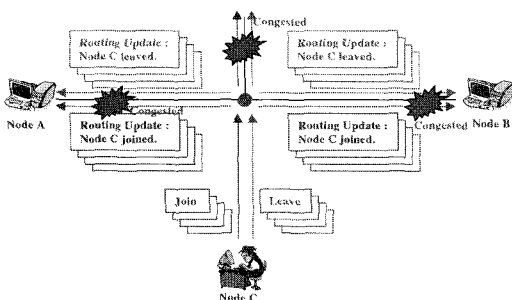 Congested
Routing Update :
Node C leaved.
Routing Update :
Node C leaved.
Node A
Congested
Congested
Node B
Routing Update :
Node C joined.
Routing Update :
Node C joined.
Join
Leave
Node C